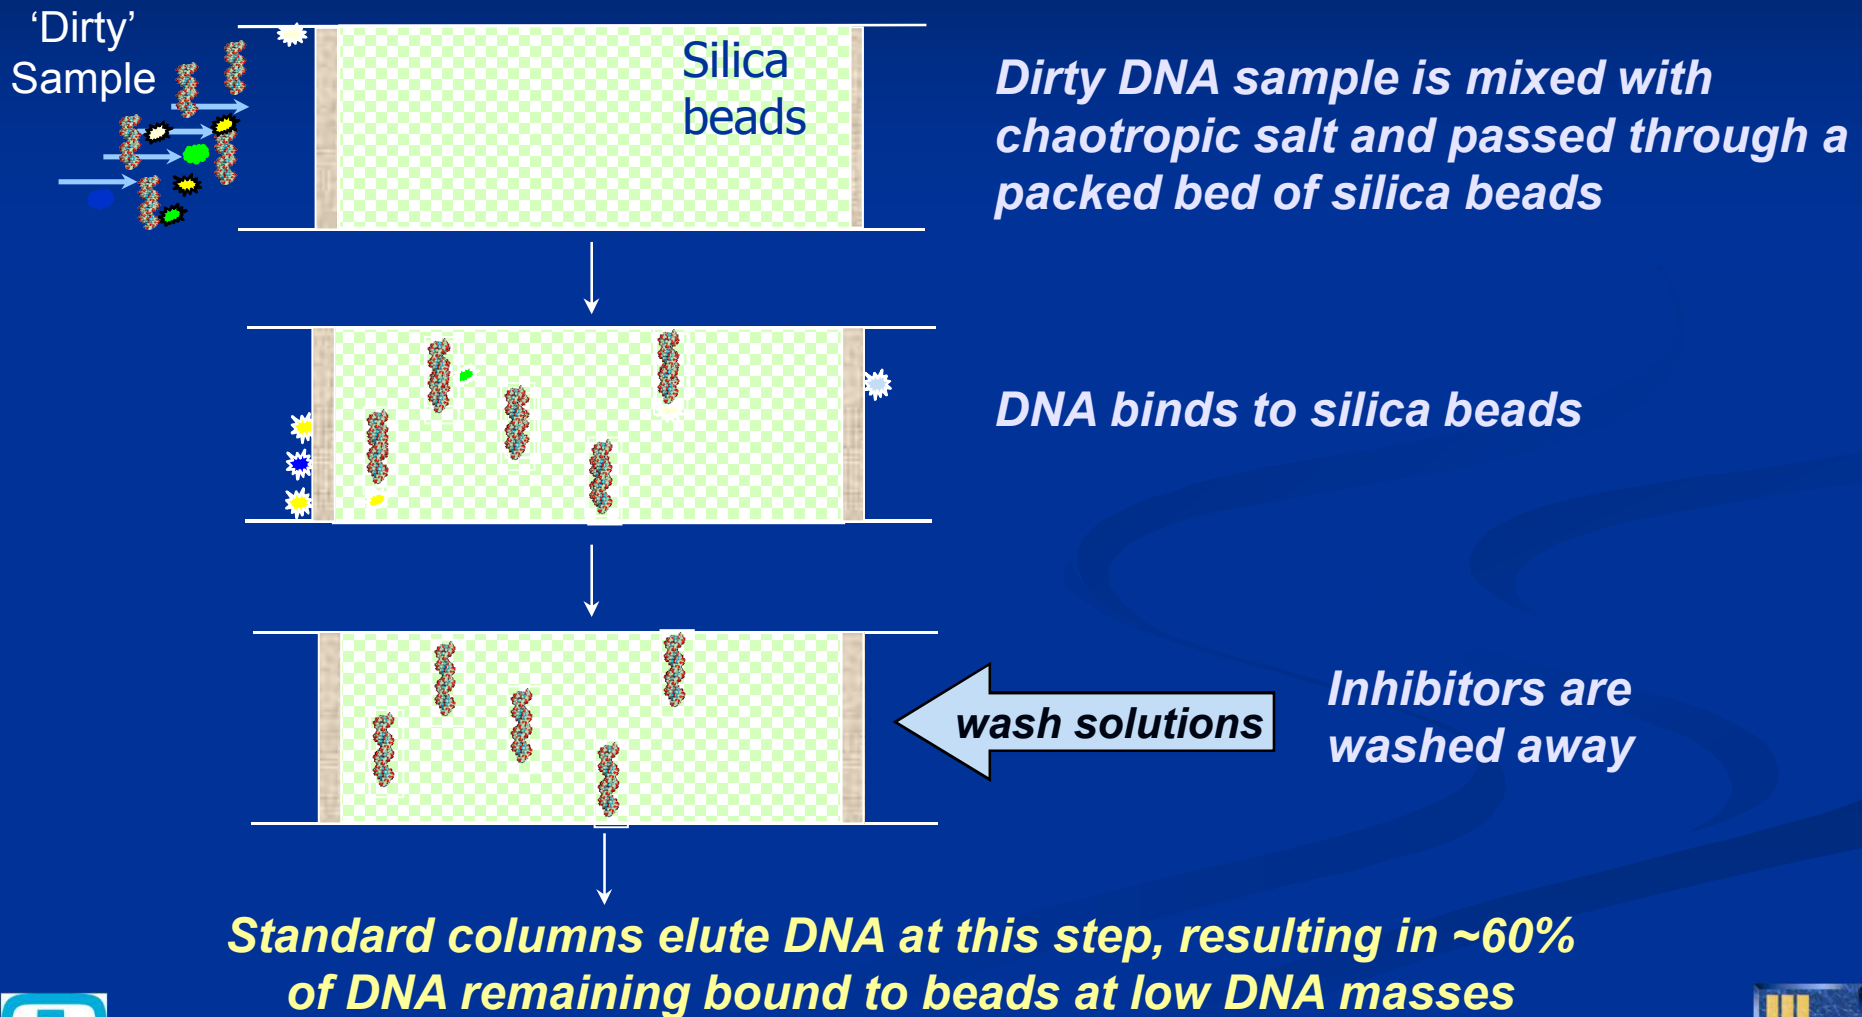 ‘Dirty’
Sample
Silica
beads
Dirty DNA sample is mixed with
chaotropic salt and passed through a
packed bed of silica beads
DNA binds to silica beads
wash solutions
Inhibitors are
washed away
Standard columns elute DNA at this step, resulting in ~60%
of DNA remaining bound to beads at low DNA masses